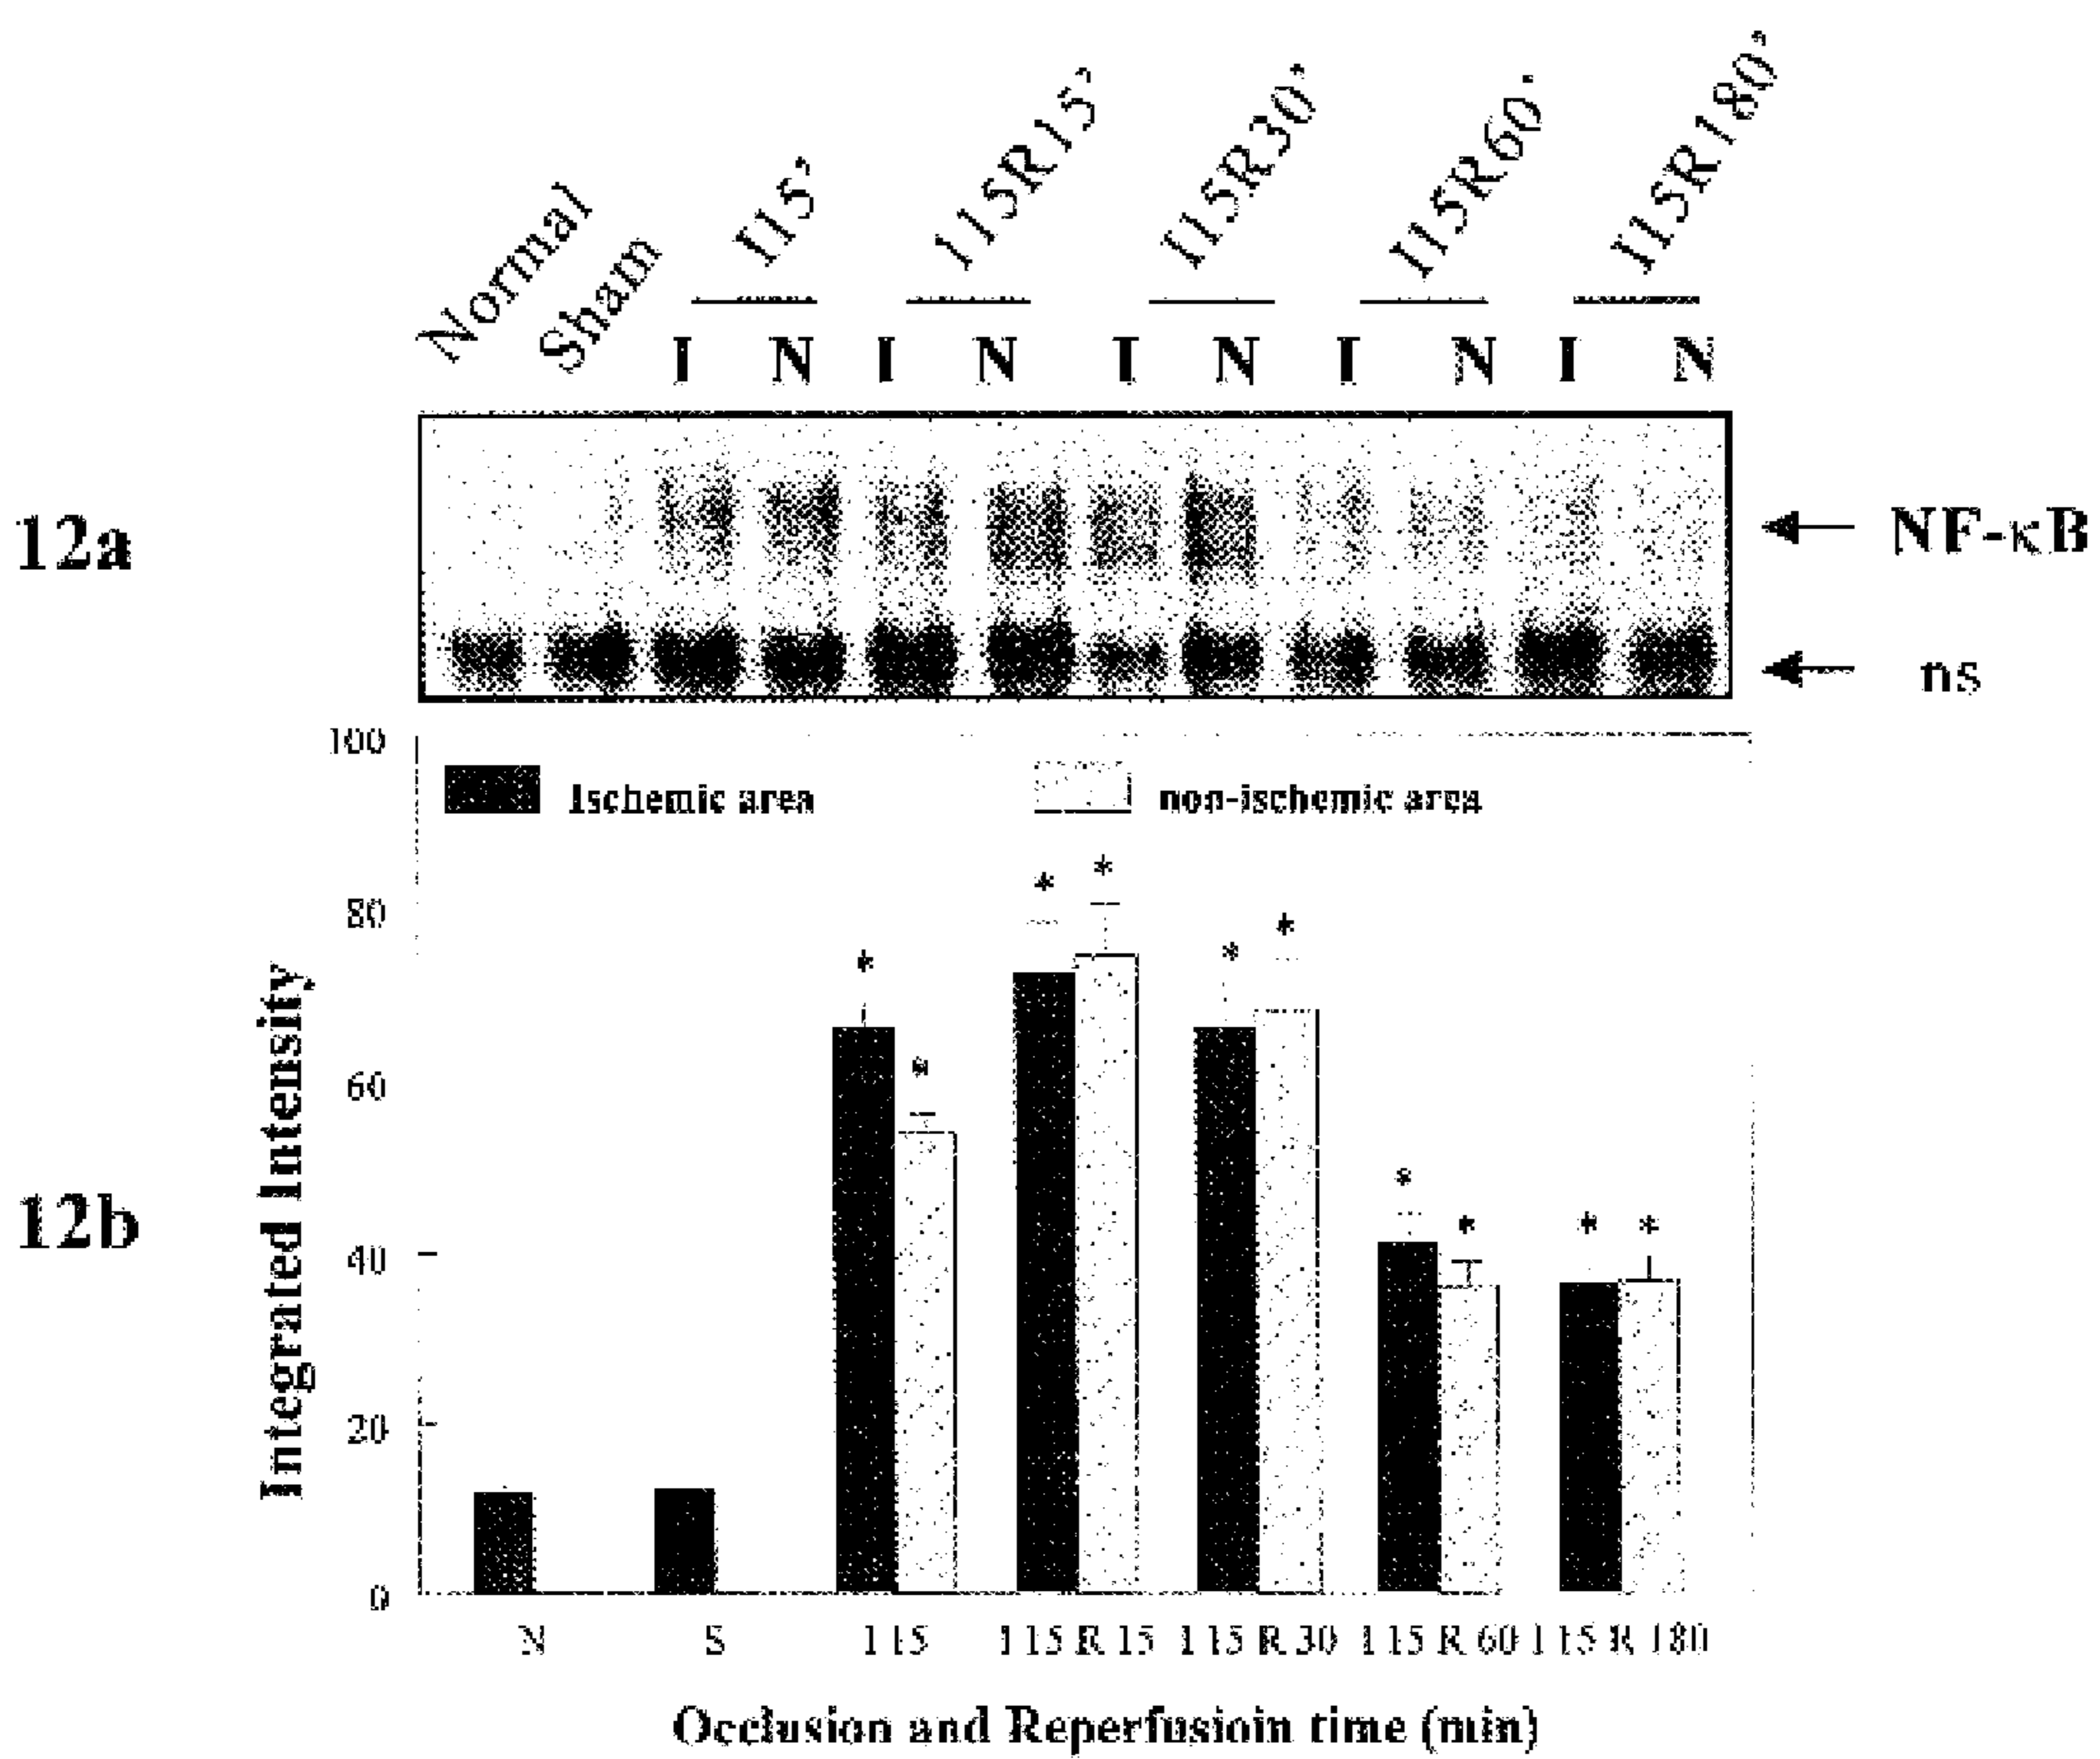 Normal Sham I15' I15R15' I15R30' I15R60' I15R180'
I N I N I N I N I N
12a
NF-κB
ns
100
Ischemic area non-ischemic area
80
60
12b
40
20
0
Integrated Intensity
* * * * * * * * * *
N S I 15 I 15 R 15 I 15 R 30 I 15 R 60 I 15 R 180
Occlusion and Reperfusioin time (min)